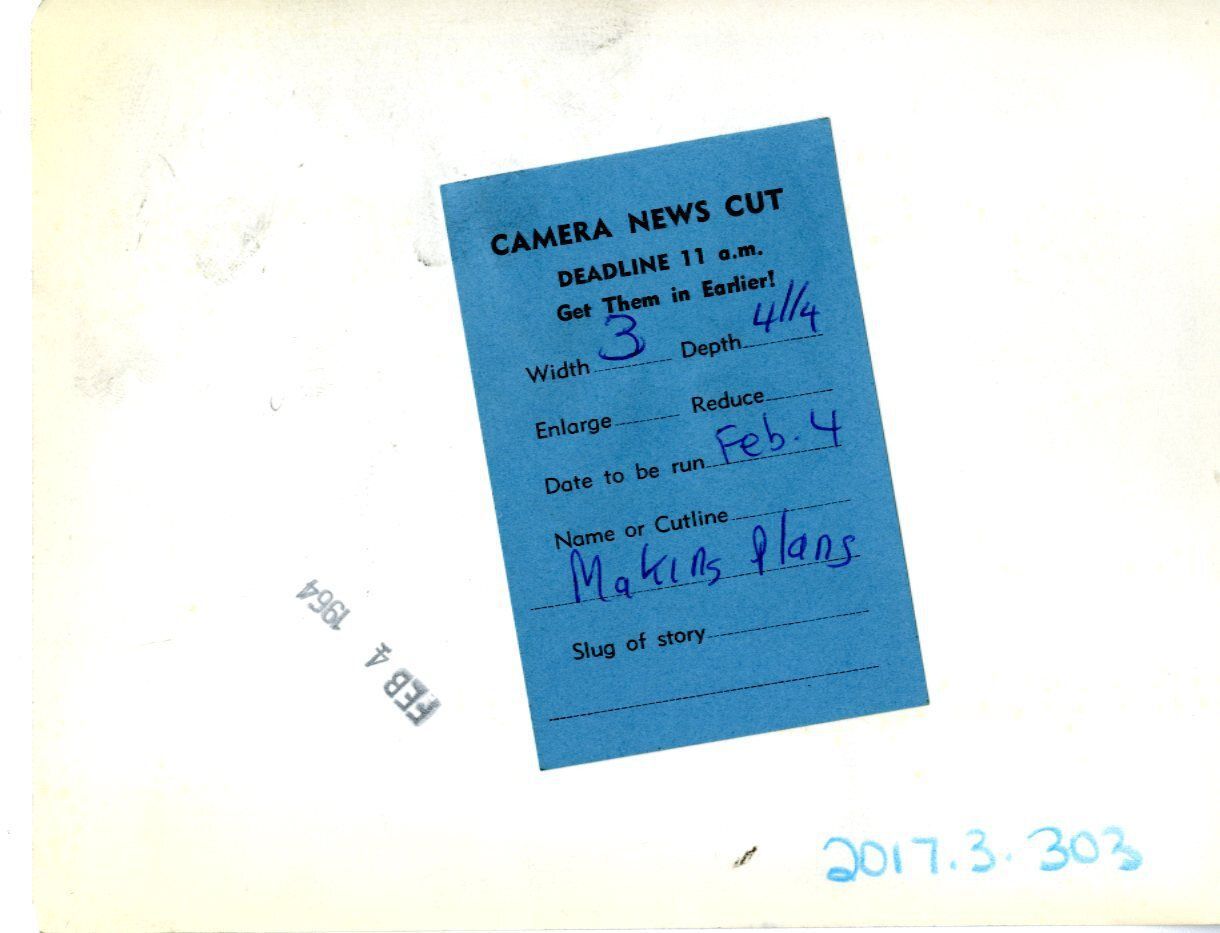 CAMERA NEWS CUT
DEADLINE 11 a.m.
Get Them in Earlier!
Width 3 Depth 4 1/4
Enlarge Reduce
Date to be run Feb. 4
Name or Cutline
Making Plans
Slug of story
FEB 4 1964
2017.3.303